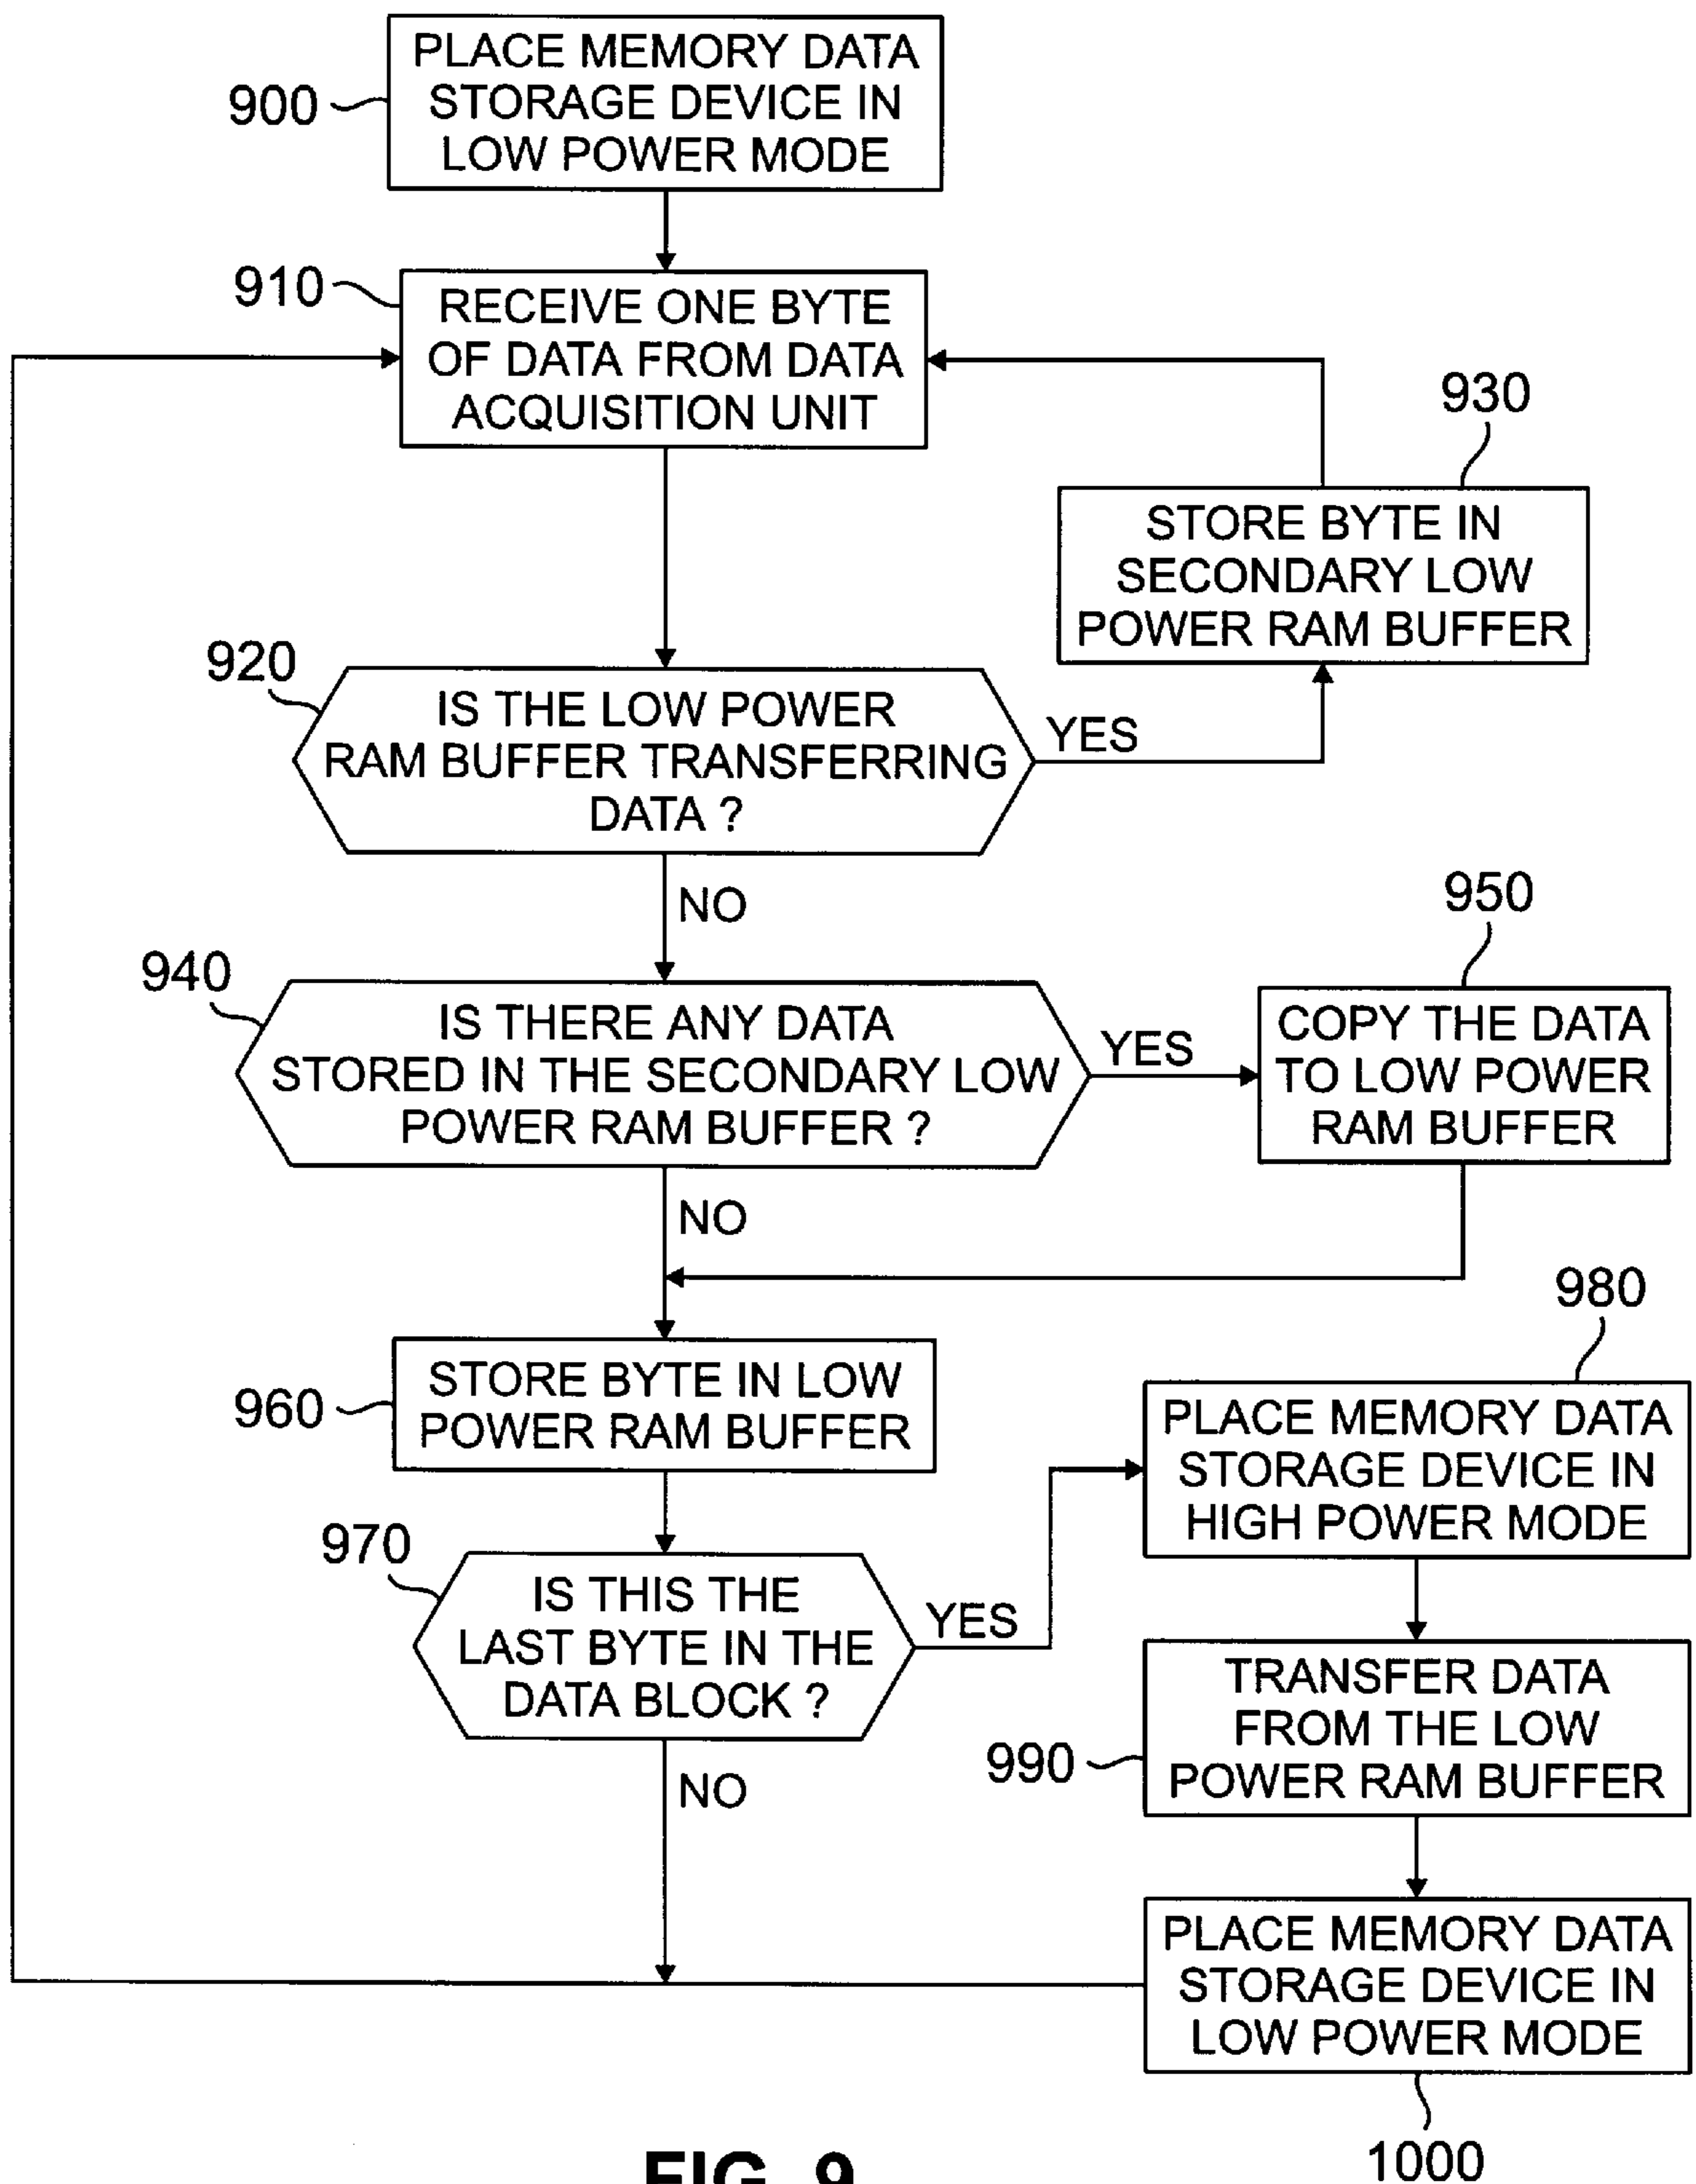 PLACE MEMORY DATA
STORAGE DEVICE IN
LOW POWER MODE
900
910
RECEIVE ONE BYTE
OF DATA FROM DATA
ACQUISITION UNIT
930
STORE BYTE IN
SECONDARY LOW
POWER RAM BUFFER
920
IS THE LOW POWER
RAM BUFFER TRANSFERRING
DATA ?
YES
NO
940
IS THERE ANY DATA
STORED IN THE SECONDARY LOW
POWER RAM BUFFER ?
YES
950
COPY THE DATA
TO LOW POWER
RAM BUFFER
NO
960
STORE BYTE IN LOW
POWER RAM BUFFER
970
IS THIS THE
LAST BYTE IN THE
DATA BLOCK ?
YES
NO
980
PLACE MEMORY DATA
STORAGE DEVICE IN
HIGH POWER MODE
990
TRANSFER DATA
FROM THE LOW
POWER RAM BUFFER
PLACE MEMORY DATA
STORAGE DEVICE IN
LOW POWER MODE
1000
FIG. 9